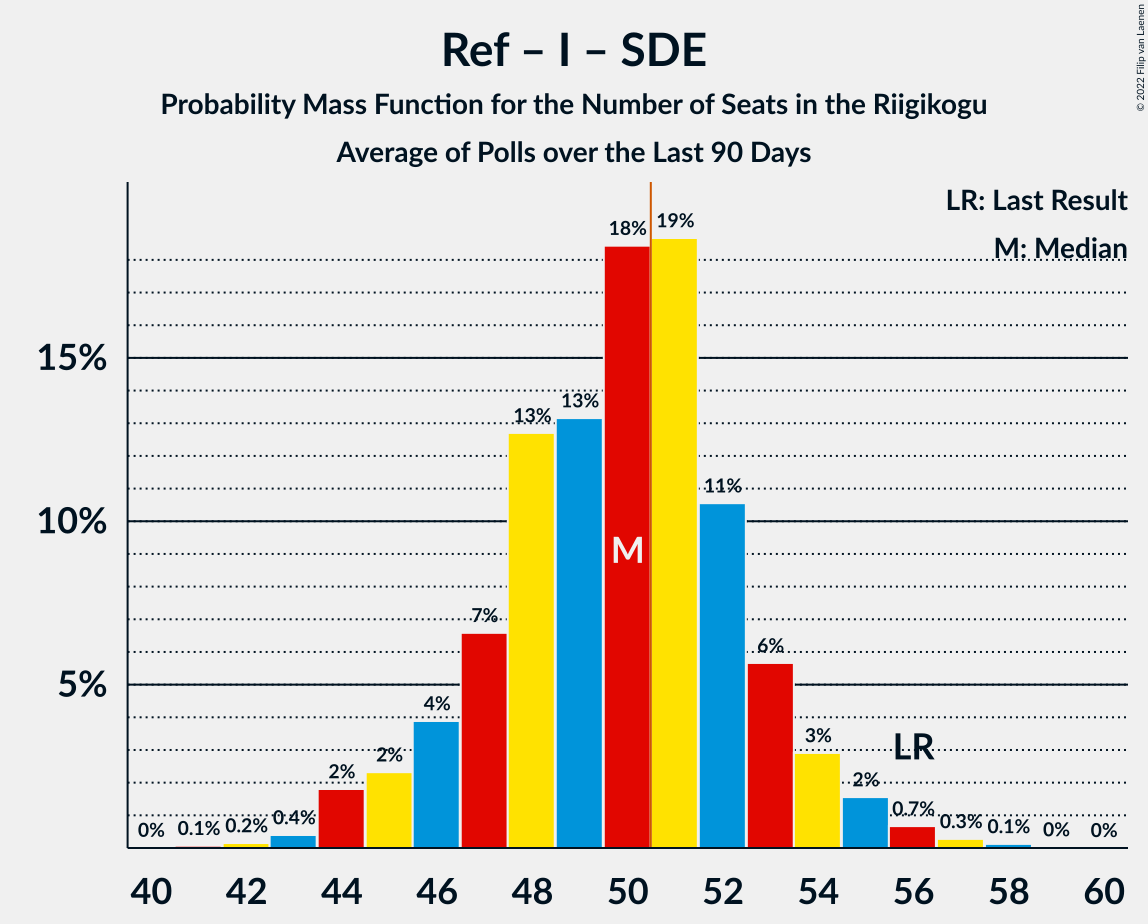 Ref – I – SDE
Probability Mass Function for the Number of Seats in the Riigikogu
Average of Polls over the Last 90 Days
© 2022 Filip van Laenen
LR: Last Result
M: Median
15%
10%
5%
0%
0.1%
0.2%
0.4%
2%
2%
4%
7%
13%
13%
18%
19%
11%
6%
3%
2%
0.7%
0.3%
0.1%
0%
0%
M
LR
40 42 44 46 48 50 52 54 56 58 60